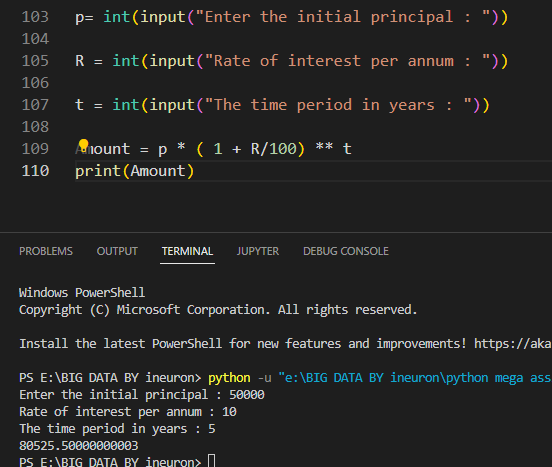 103 p= int(input("Enter the initial principal : "))
104
105 R = int(input("Rate of interest per annum : "))
106
107 t = int(input("The time period in years : "))
108
109 Amount = p * ( 1 + R/100) ** t
110 print(Amount)
PROBLEMS OUTPUT TERMINAL JUPYTER DEBUG CONSOLE
Windows PowerShell
Copyright (C) Microsoft Corporation. All rights reserved.
Install the latest PowerShell for new features and improvements! https://aka
PS E:\BIG DATA BY ineuron> python -u "e:\BIG DATA BY ineuron\python mega ass
Enter the initial principal : 50000
Rate of interest per annum : 10
The time period in years : 5
80525.50000000003
PS E:\BIG DATA BY ineuron>